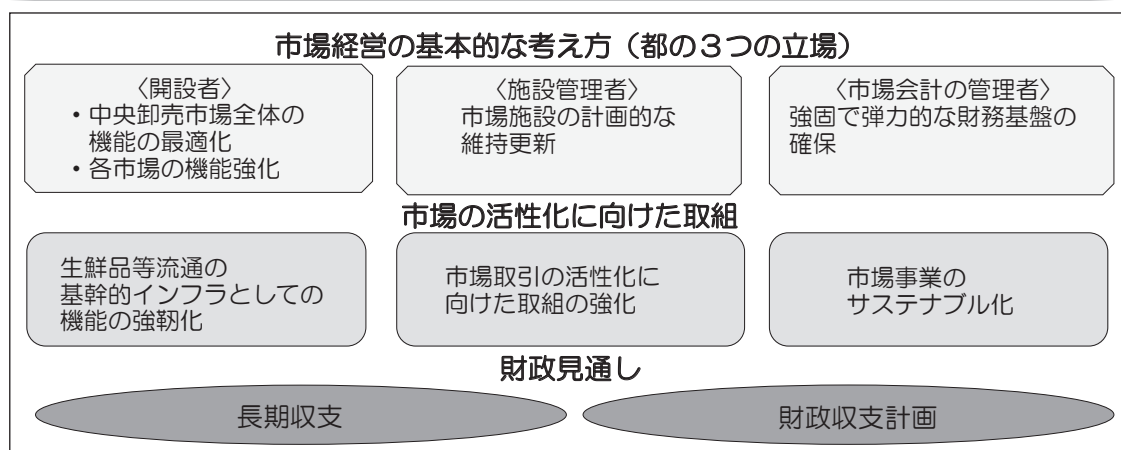 市場経営の基本的な考え方（都の３つの立場）
〈開設者〉
・中央卸売市場全体の
機能の最適化
・各市場の機能強化
〈施設管理者〉
市場施設の計画的な
維持更新
〈市場会計の管理者〉
強固で弾力的な財務基盤の
確保
市場の活性化に向けた取組
生鮮品等流通の
基幹的インフラとしての
機能の強靭化
市場取引の活性化に
向けた取組の強化
市場事業の
サステナブル化
財政見通し
長期収支
財政収支計画